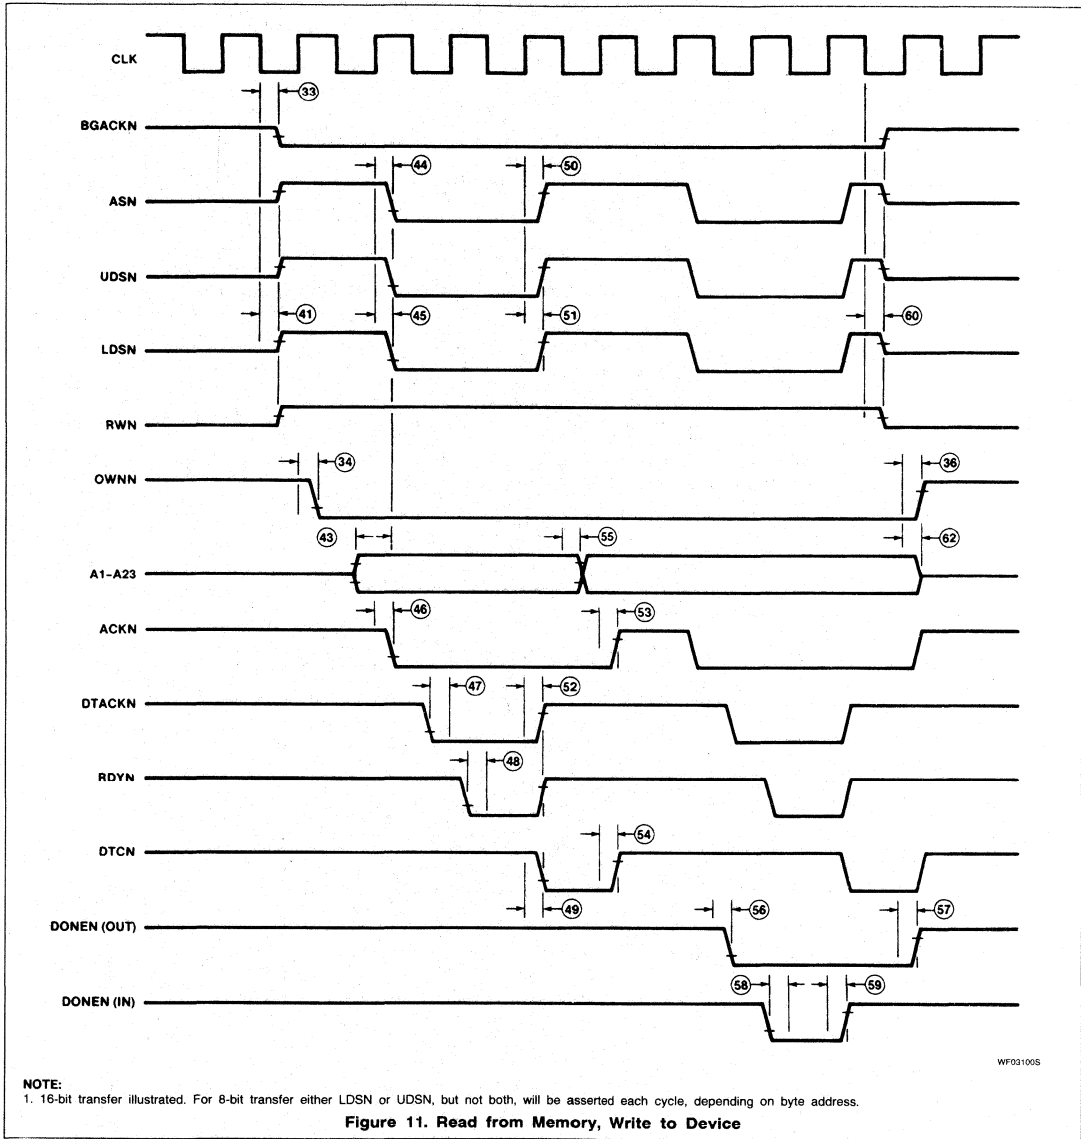 CLK
33
BGACKN
44
50
ASN
UDSN
41
45
51
60
LDSN
RWN
34
36
OWNN
43
55
62
A1-A23
46
53
ACKN
47
52
DTACKN
48
RDYN
54
DTCN
49
56
57
DONEN (OUT)
58
59
DONEN (IN)
WF03100S
NOTE:
1. 16-bit transfer illustrated. For 8-bit transfer either LDSN or UDSN, but not both, will be asserted each cycle, depending on byte address.
Figure 11. Read from Memory, Write to Device